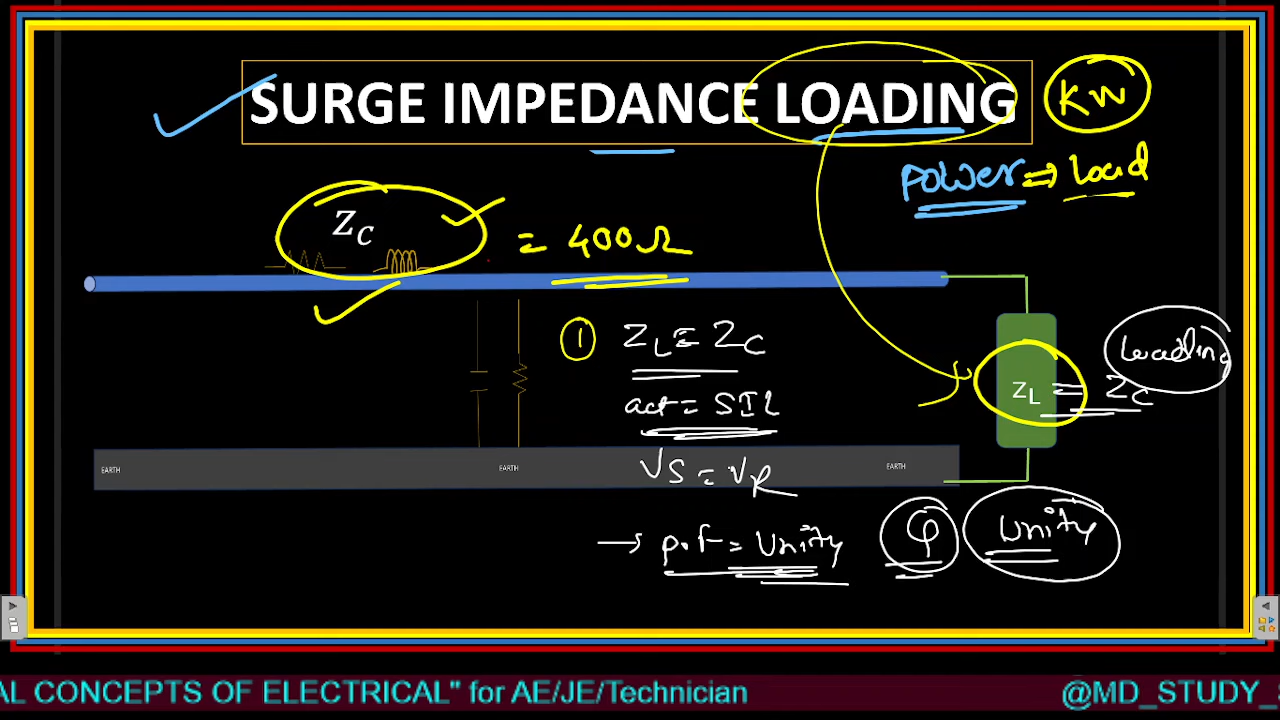 SURGE IMPEDANCE LOADING
KW
Power ⇒ load
Zc
= 400Ω
① ZL = Zc
Loading
ZL = Zc
act = SIL
EARTH EARTH EARTH
VS = VR
→ p.f = Unity φ Unity
AL CONCEPTS OF ELECTRICAL" for AE/JE/Technician @MD_STUDY_